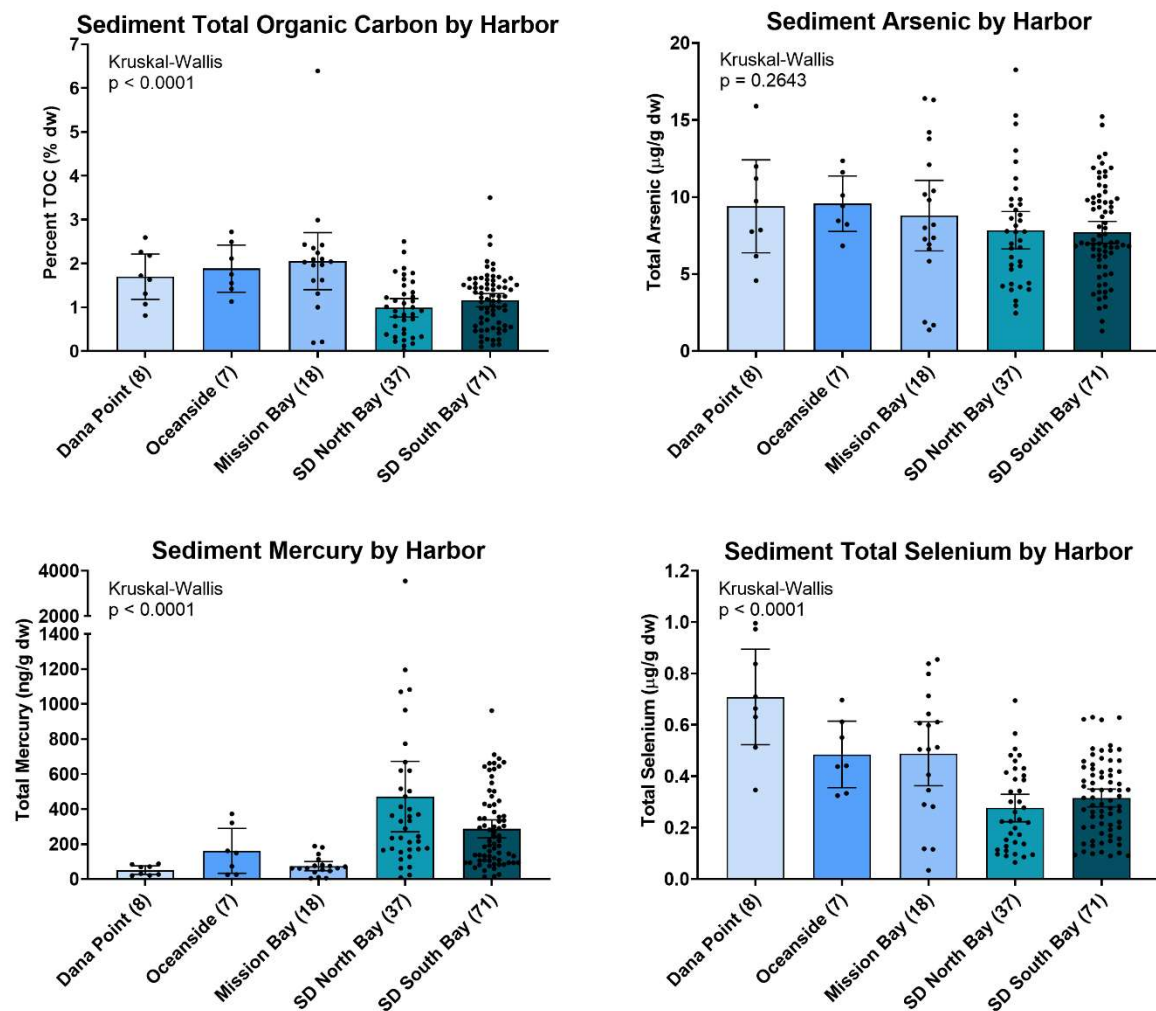 Sediment Total Organic Carbon by Harbor
Kruskal-Wallis
p < 0.0001
Percent TOC (% dw)
7
6
5
4
3
2
1
0
Dana Point (8)
Oceanside (7)
Mission Bay (18)
SD North Bay (37)
SD South Bay (71)
Sediment Arsenic by Harbor
Kruskal-Wallis
p = 0.2643
Total Arsenic (µg/g dw)
20
15
10
5
0
Dana Point (8)
Oceanside (7)
Mission Bay (18)
SD North Bay (37)
SD South Bay (71)
Sediment Mercury by Harbor
Kruskal-Wallis
p < 0.0001
Total Mercury (ng/g dw)
4000
2000
1400
1200
1000
800
600
400
200
0
Dana Point (8)
Oceanside (7)
Mission Bay (18)
SD North Bay (37)
SD South Bay (71)
Sediment Total Selenium by Harbor
Kruskal-Wallis
p < 0.0001
Total Selenium (µg/g dw)
1.2
1.0
0.8
0.6
0.4
0.2
0.0
Dana Point (8)
Oceanside (7)
Mission Bay (18)
SD North Bay (37)
SD South Bay (71)